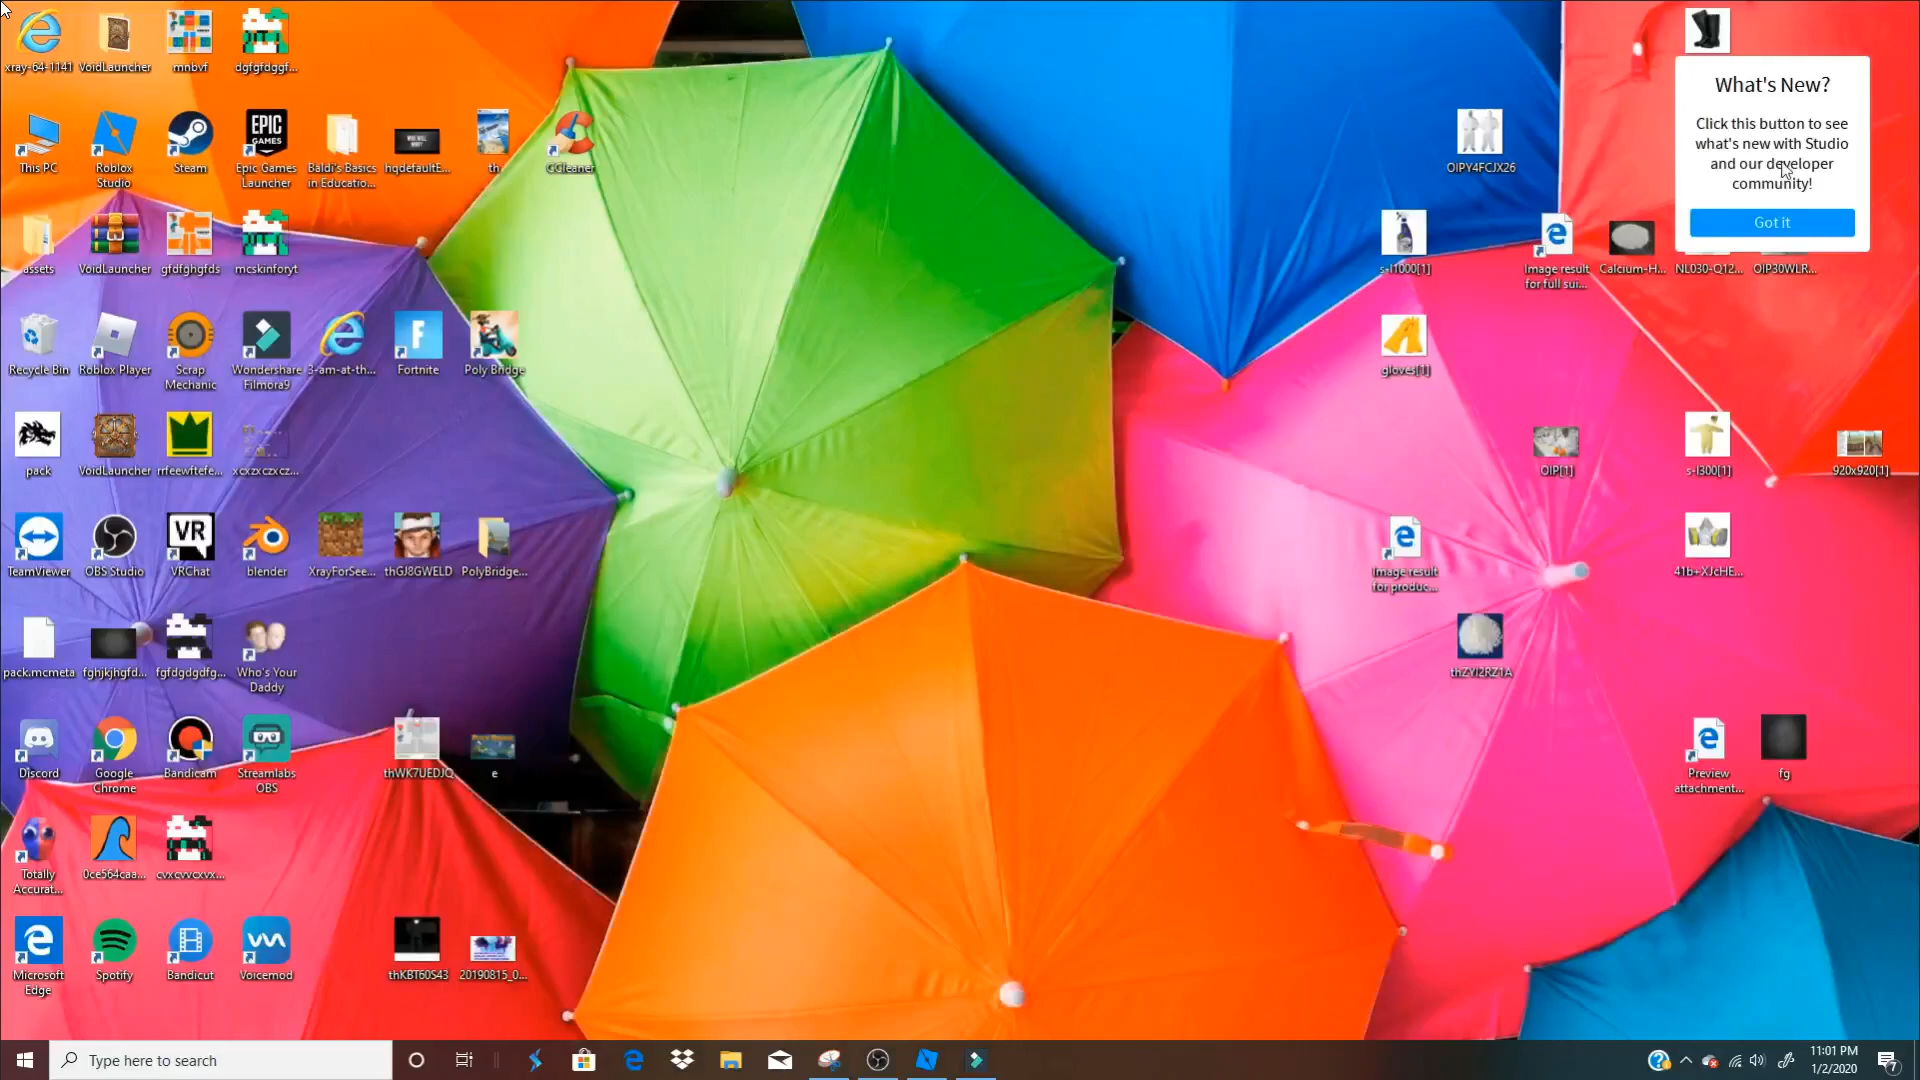 xray-64-1141
VoidLauncher
mnbvf
dgfgfdggf...
What's New?
Click this button to see
what's new with Studio
and our developer
community!
Got it
This PC
Roblox
Studio
Steam
EPIC
GAMES
Epic Games
Launcher
Baldi's Basics
in Educatio...
hqdefaultE...
th
CCleaner
OIPY4FCJX26
assets
VoidLauncher
gfdfghgfds
mcskinforyt
s-l1000[1]
Image result
for full sui...
Calcium-H...
NL030-Q12...
OIP30WLR...
Recycle Bin
Roblox Player
Scrap
Mechanic
Wondershare
Filmora9
3-am-at-th...
Fortnite
Poly Bridge
gloves[1]
pack
VoidLauncher
rrfeewftefe...
xcxzxczxcz...
OIP[1]
s-l300[1]
920x920[1]
TeamViewer
OBS Studio
VR
VRChat
blender
XrayForSee...
thGJ8GWELD
PolyBridge...
Image result
for produc...
41b+XJcHE...
pack.mcmeta
fghjkjhgfd...
fgfdgdgdfg...
Who's Your
Daddy
thZYI2RZ1A
Discord
Google
Chrome
Bandicam
Streamlabs
OBS
thWK7UEDJQ
e
Preview
attachment...
fg
Totally
Accurat...
0ce564caa...
cvxcvvcxvx...
Microsoft
Edge
Spotify
Bandicut
Voicemod
thKBT60S43
20190815_0...
Type here to search
11:01 PM
1/2/2020
7